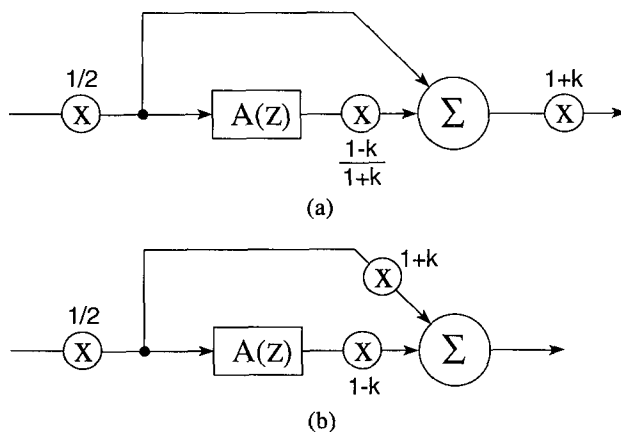 1/2
X
A(Z)
X
1-k
1+k
Σ
1+k
X
(a)
1/2
X
A(Z)
X
1-k
X
1+k
Σ
(b)